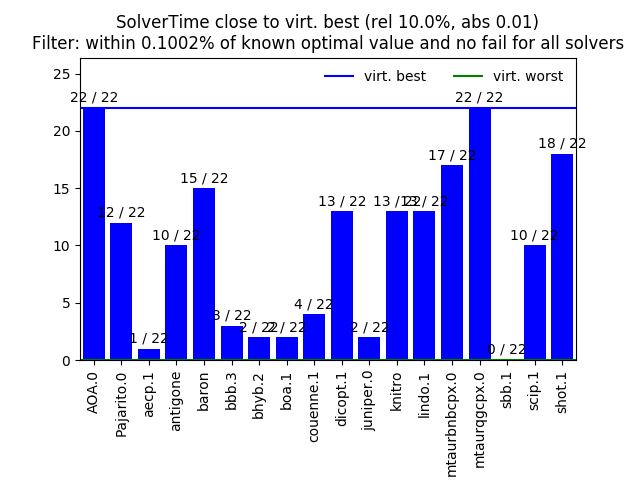 SolverTime close to virt. best (rel 10.0%, abs 0.01)
Filter: within 0.1002% of known optimal value and no fail for all solvers
virt. best
virt. worst
25
20
15
10
5
0
22 / 22
12 / 22
1 / 22
10 / 22
15 / 22
3 / 22
2 / 22
2 / 22
4 / 22
13 / 22
2 / 22
13 / 22
13 / 22
17 / 22
22 / 22
0 / 22
10 / 22
18 / 22
AOA.0
Pajarito.0
aecp.1
antigone
baron
bbb.3
bhyb.2
boa.1
couenne.1
dicopt.1
juniper.0
knitro
lindo.1
mtaurbnbcpx.0
mtaurqgcpx.0
sbb.1
scip.1
shot.1